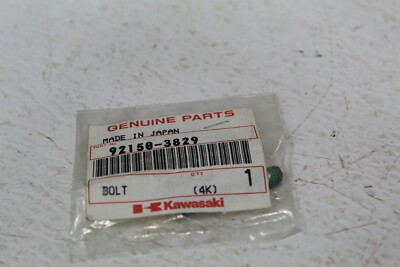 GENUINE PARTS
MADE IN JAPAN
92150-3829
QTY
1
BOLT (4K)
Kawasaki